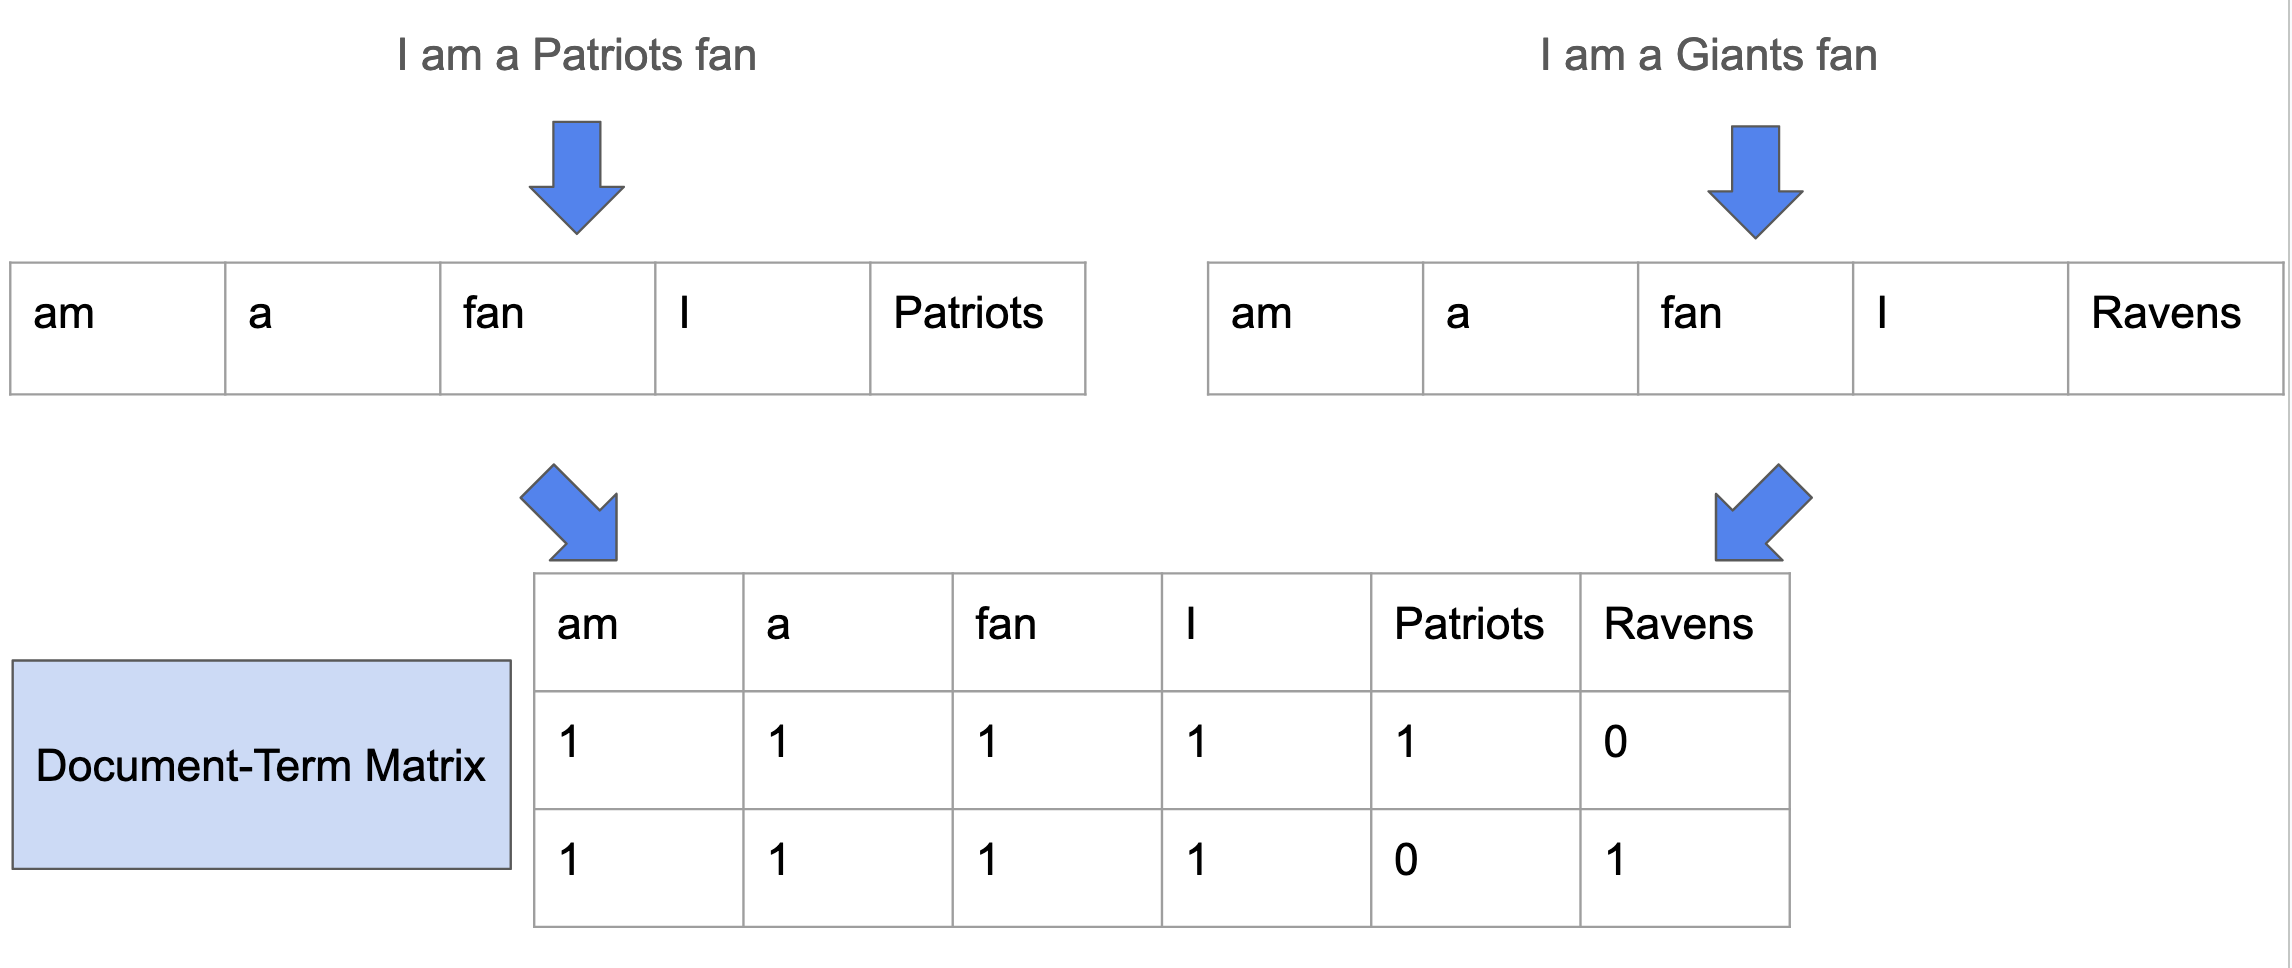 I am a Patriots fan
I am a Giants fan
am a fan I Patriots
am a fan I Ravens
am a fan I Patriots Ravens
1 1 1 1 1 0
Document-Term Matrix
1 1 1 1 0 1